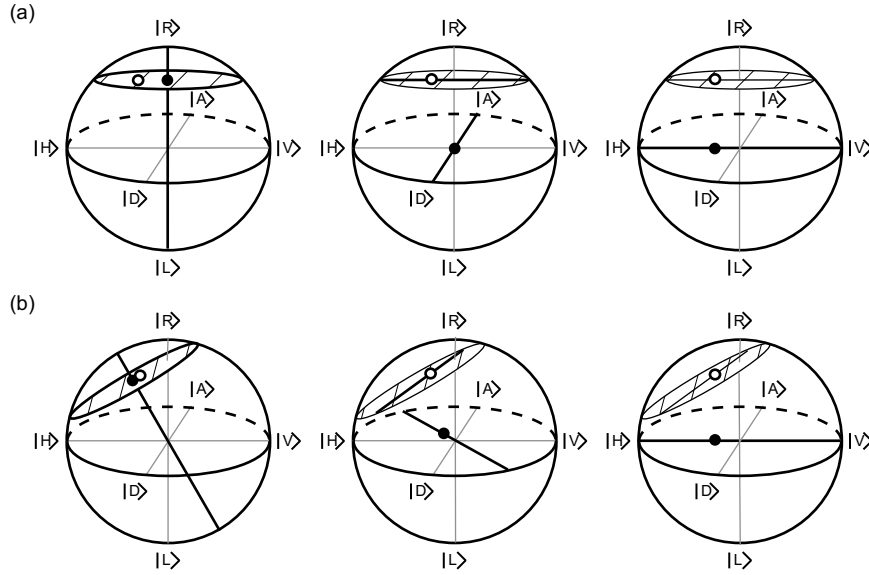 (a)
|R⟩ |R⟩ |R⟩
|A⟩ |A⟩ |A⟩
|H⟩ |V⟩ |H⟩ |V⟩ |H⟩ |V⟩
|D⟩ |D⟩ |D⟩
|L⟩ |L⟩ |L⟩
(b)
|R⟩ |R⟩ |R⟩
|A⟩ |A⟩ |A⟩
|H⟩ |V⟩ |H⟩ |V⟩ |H⟩ |V⟩
|D⟩ |D⟩ |D⟩
|L⟩ |L⟩ |L⟩